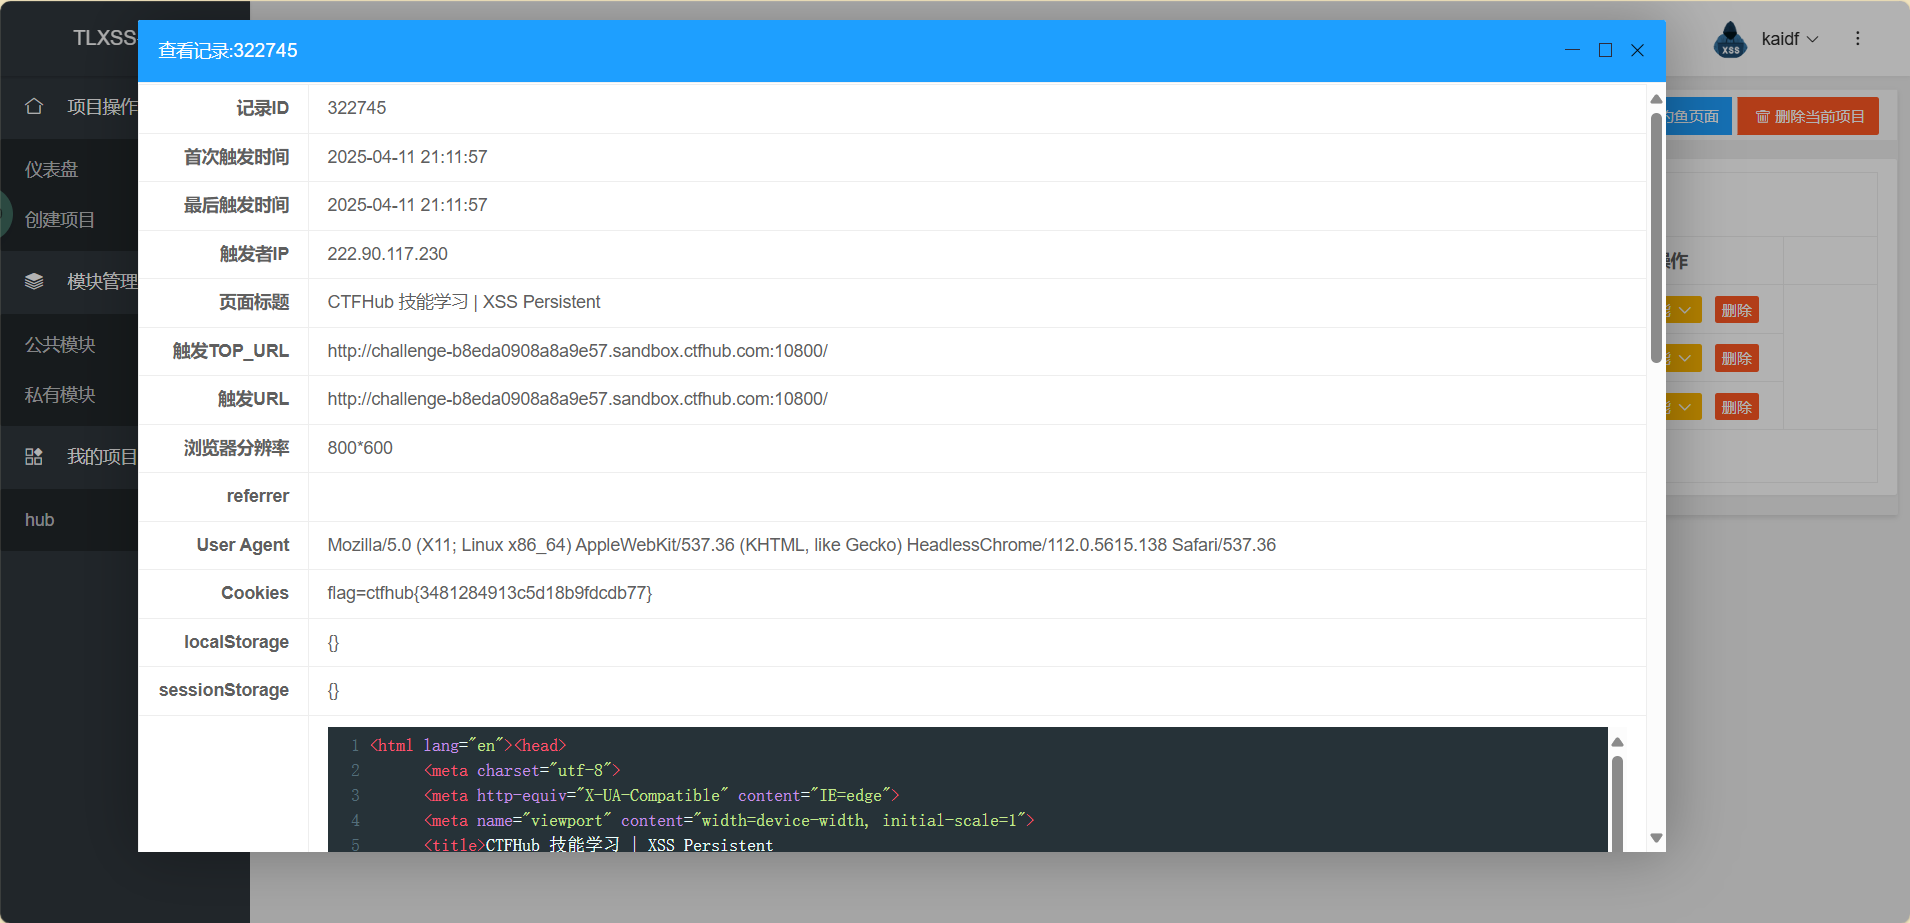 TLXSS
查看记录:322745
kaidf
XSS
项目操作
仪表盘
创建项目
模块管理
公共模块
私有模块
我的项目
hub
钓鱼页面
删除当前项目
操作
删除
删除
删除
记录ID 322745
首次触发时间 2025-04-11 21:11:57
最后触发时间 2025-04-11 21:11:57
触发者IP 222.90.117.230
页面标题 CTFHub 技能学习 | XSS Persistent
触发TOP_URL http://challenge-b8eda0908a8a9e57.sandbox.ctfhub.com:10800/
触发URL http://challenge-b8eda0908a8a9e57.sandbox.ctfhub.com:10800/
浏览器分辨率 800*600
referrer
User Agent Mozilla/5.0 (X11; Linux x86_64) AppleWebKit/537.36 (KHTML, like Gecko) HeadlessChrome/112.0.5615.138 Safari/537.36
Cookies flag=ctfhub{3481284913c5d18b9fdcdb77}
localStorage {}
sessionStorage {}
1 <html lang="en"><head>
2 <meta charset="utf-8">
3 <meta http-equiv="X-UA-Compatible" content="IE=edge">
4 <meta name="viewport" content="width=device-width, initial-scale=1">
5 <title>CTFHub 技能学习 | XSS Persistent